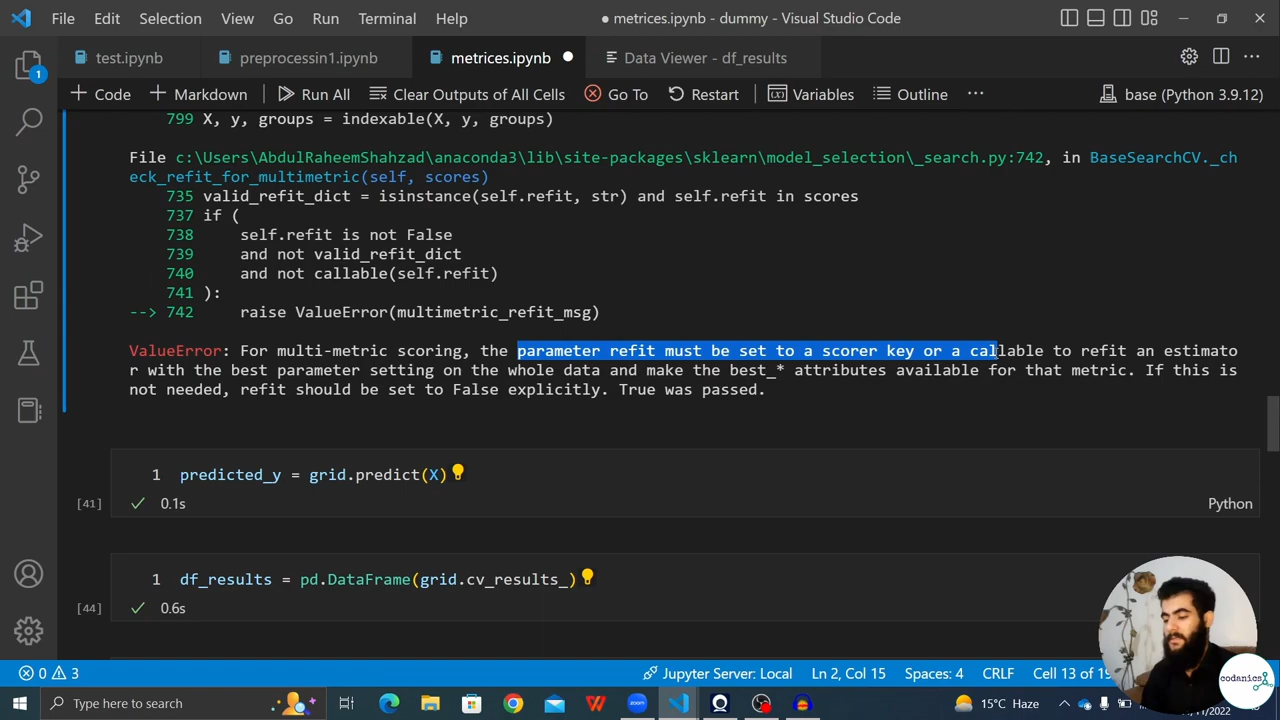 File Edit Selection View Go Run Terminal Help ● metrices.ipynb - dummy - Visual Studio Code
test.ipynb preprocessin1.ipynb metrices.ipynb ● Data Viewer - df_results
+ Code + Markdown Run All Clear Outputs of All Cells Go To Restart Variables Outline ··· base (Python 3.9.12)
1
799 X, y, groups = indexable(X, y, groups)
File c:\Users\AbdulRaheemShahzad\anaconda3\lib\site-packages\sklearn\model_selection\_search.py:742, in BaseSearchCV._ch
eck_refit_for_multimetric(self, scores)
735 valid_refit_dict = isinstance(self.refit, str) and self.refit in scores
737 if (
738 self.refit is not False
739 and not valid_refit_dict
740 and not callable(self.refit)
741 ):
--> 742 raise ValueError(multimetric_refit_msg)
ValueError: For multi-metric scoring, the parameter refit must be set to a scorer key or a callable to refit an estimato
r with the best parameter setting on the whole data and make the best_* attributes available for that metric. If this is
not needed, refit should be set to False explicitly. True was passed.
1 predicted_y = grid.predict(X)
[41] ✓ 0.1s Python
1 df_results = pd.DataFrame(grid.cv_results_)
[44] ✓ 0.6s
0 3 Jupyter Server: Local Ln 2, Col 15 Spaces: 4 CRLF Cell 13 of
codanics
Type here to search zoom 15°C Haze